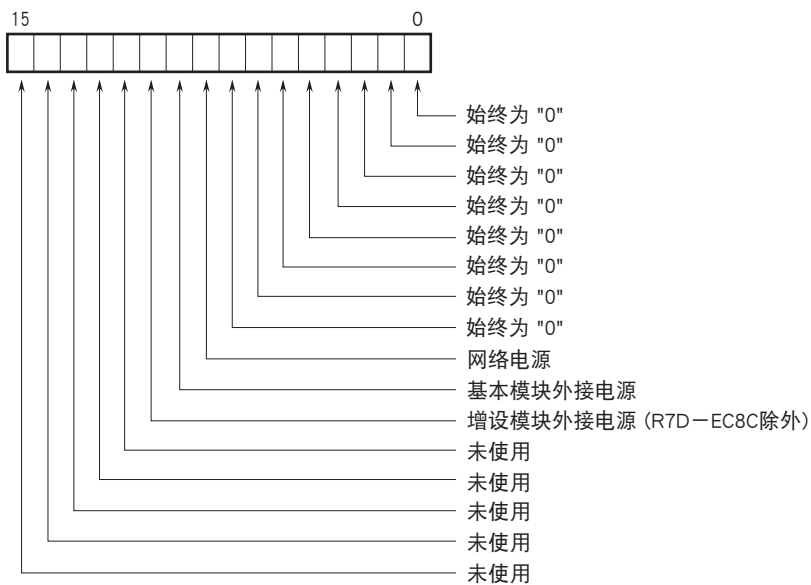 15 0
始终为 "0"
始终为 "0"
始终为 "0"
始终为 "0"
始终为 "0"
始终为 "0"
始终为 "0"
始终为 "0"
网络电源
基本模块外接电源
增设模块外接电源 (R7D－EC8C除外)
未使用
未使用
未使用
未使用
未使用